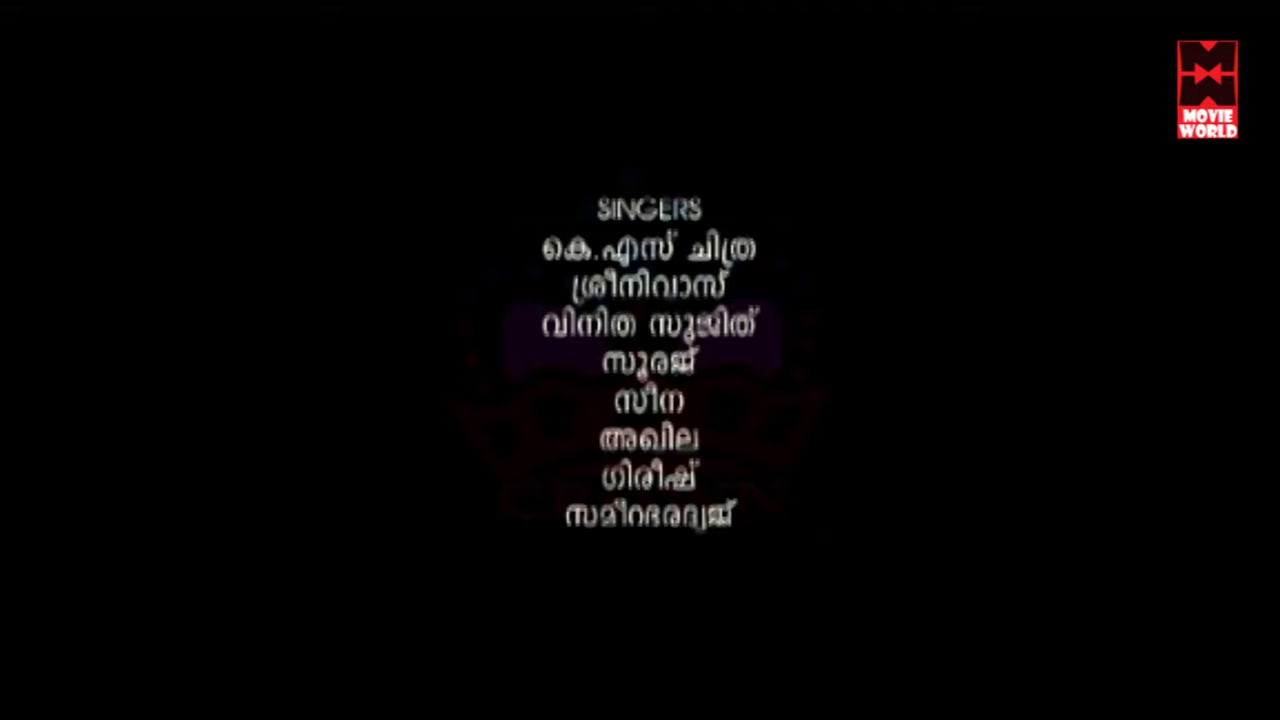 MOVIE
WORLD
SINGERS
കെ.എസ് ചിത്ര
ശ്രീനിവാസ്
വിനിത സുജിത്
സൂരജ്
സീന
അഖില
ഗിരീഷ്
സമീറഭരദ്വജ്